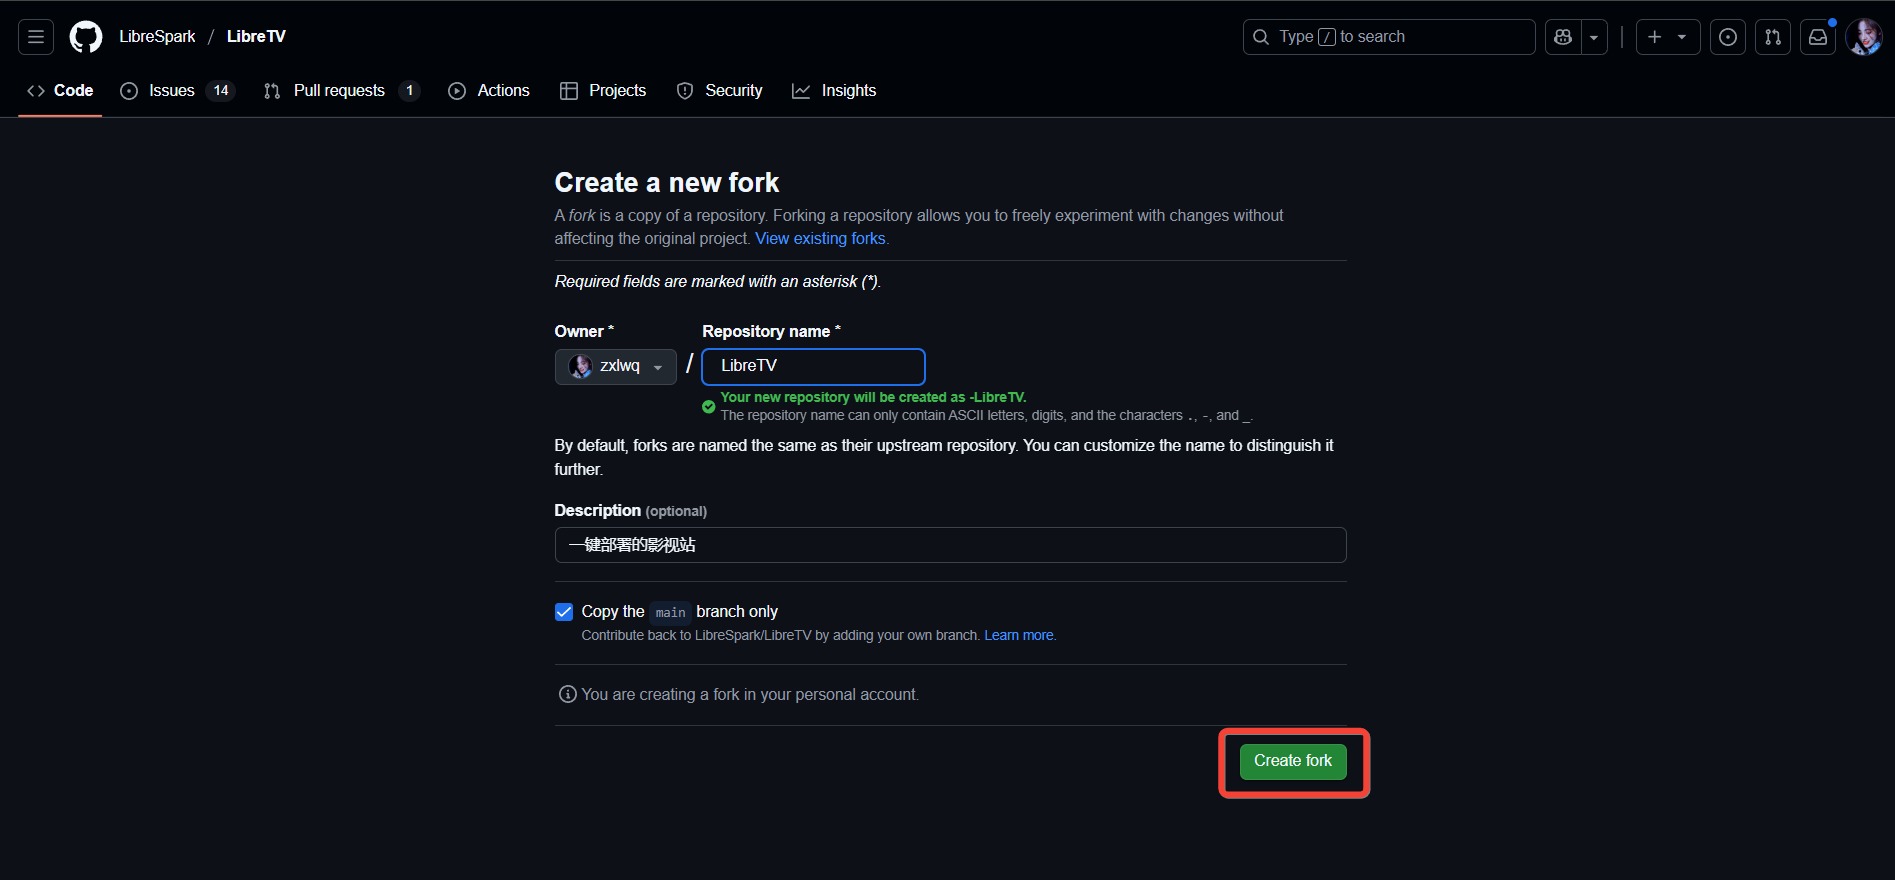 LibreSpark / LibreTV
Type / to search
Code
Issues 14
Pull requests 1
Actions
Projects
Security
Insights
Create a new fork
A fork is a copy of a repository. Forking a repository allows you to freely experiment with changes without
affecting the original project. View existing forks.
Required fields are marked with an asterisk (*).
Owner *
Repository name *
zxlwq
/
LibreTV
Your new repository will be created as -LibreTV.
The repository name can only contain ASCII letters, digits, and the characters ., -, and _.
By default, forks are named the same as their upstream repository. You can customize the name to distinguish it
further.
Description (optional)
一键部署的影视站
Copy the main branch only
Contribute back to LibreSpark/LibreTV by adding your own branch. Learn more.
You are creating a fork in your personal account.
Create fork